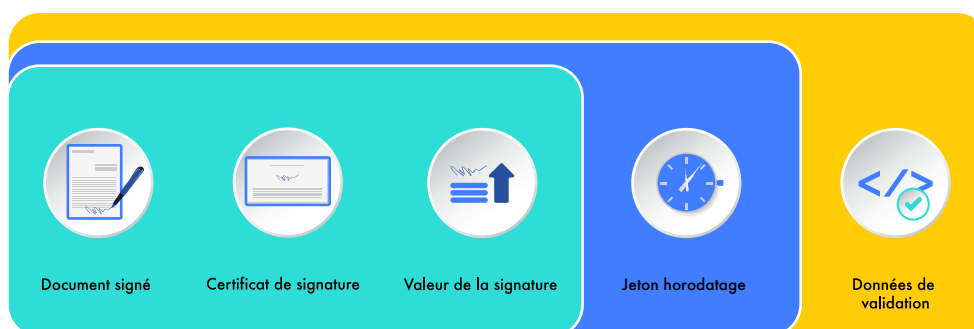 Document signé
Certificat de signature
Valeur de la signature
Jeton horodatage
Données de
validation